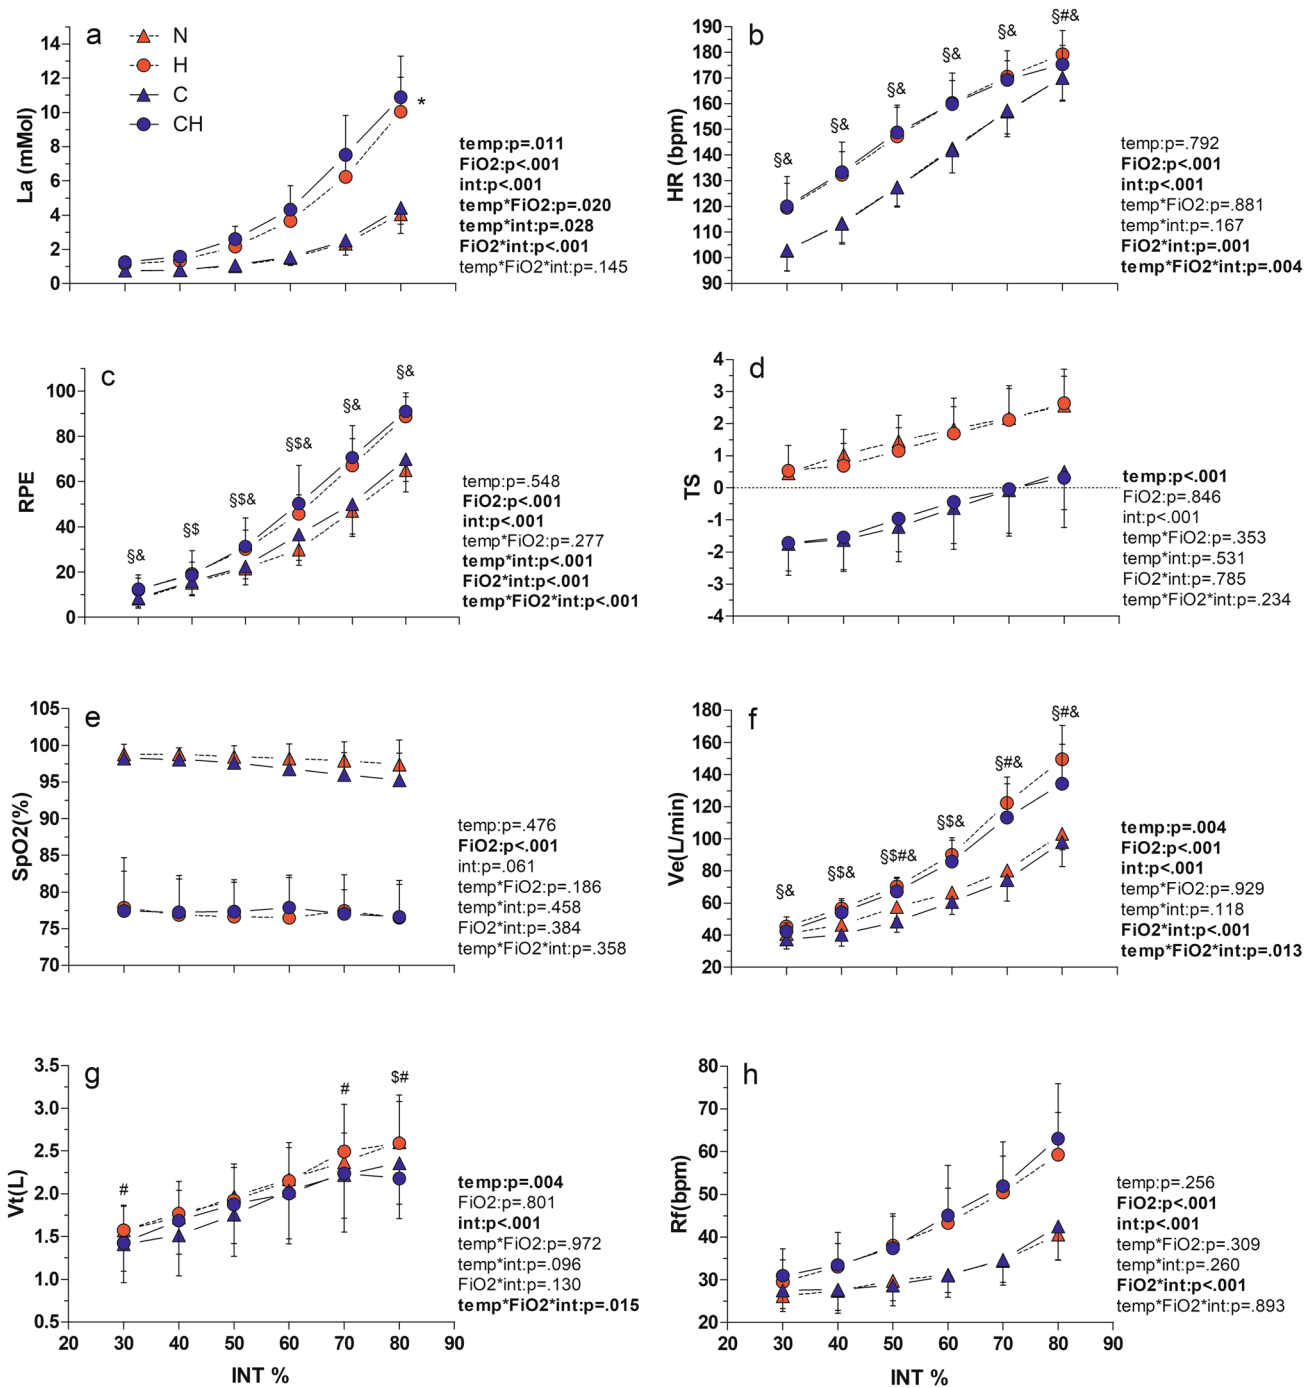 a
N
H
C
CH
La (mMol)
14
12
10
8
6
4
2
0
*
temp:p=.011
FiO2:p<.001
int:p<.001
temp*FiO2:p=.020
temp*int:p=.028
FiO2*int:p<.001
temp*FiO2*int:p=.145
b
HR (bpm)
190
180
170
160
150
140
130
120
110
100
90
§&
§&
§&
§&
§&
§#&
temp:p=.792
FiO2:p<.001
int:p<.001
temp*FiO2:p=.881
temp*int:p=.167
FiO2*int:p=.001
temp*FiO2*int:p=.004
c
RPE
100
80
60
40
20
0
§&
§$
§$&
§$&
§&
§&
temp:p=.548
FiO2:p<.001
int:p<.001
temp*FiO2:p=.277
temp*int:p<.001
FiO2*int:p<.001
temp*FiO2*int:p<.001
d
TS
4
3
2
1
0
-1
-2
-3
-4
temp:p<.001
FiO2:p=.846
int:p<.001
temp*FiO2:p=.353
temp*int:p=.531
FiO2*int:p=.785
temp*FiO2*int:p=.234
e
SpO2(%)
105
100
95
90
85
80
75
70
temp:p=.476
FiO2:p<.001
int:p=.061
temp*FiO2:p=.186
temp*int:p=.458
FiO2*int:p=.384
temp*FiO2*int:p=.358
f
Ve(L/min)
180
160
140
120
100
80
60
40
20
§&
§$&
§$#&
§$&
§#&
§#&
temp:p=.004
FiO2:p<.001
int:p<.001
temp*FiO2:p=.929
temp*int:p=.118
FiO2*int:p<.001
temp*FiO2*int:p=.013
g
Vt(L)
3.5
3.0
2.5
2.0
1.5
1.0
0.5
#
#
$#
temp:p=.004
FiO2:p=.801
int:p<.001
temp*FiO2:p=.972
temp*int:p=.096
FiO2*int:p=.130
temp*FiO2*int:p=.015
20 30 40 50 60 70 80 90
INT %
h
Rf(bpm)
80
70
60
50
40
30
20
temp:p=.256
FiO2:p<.001
int:p<.001
temp*FiO2:p=.309
temp*int:p=.260
FiO2*int:p<.001
temp*FiO2*int:p=.893
20 30 40 50 60 70 80 90
INT %